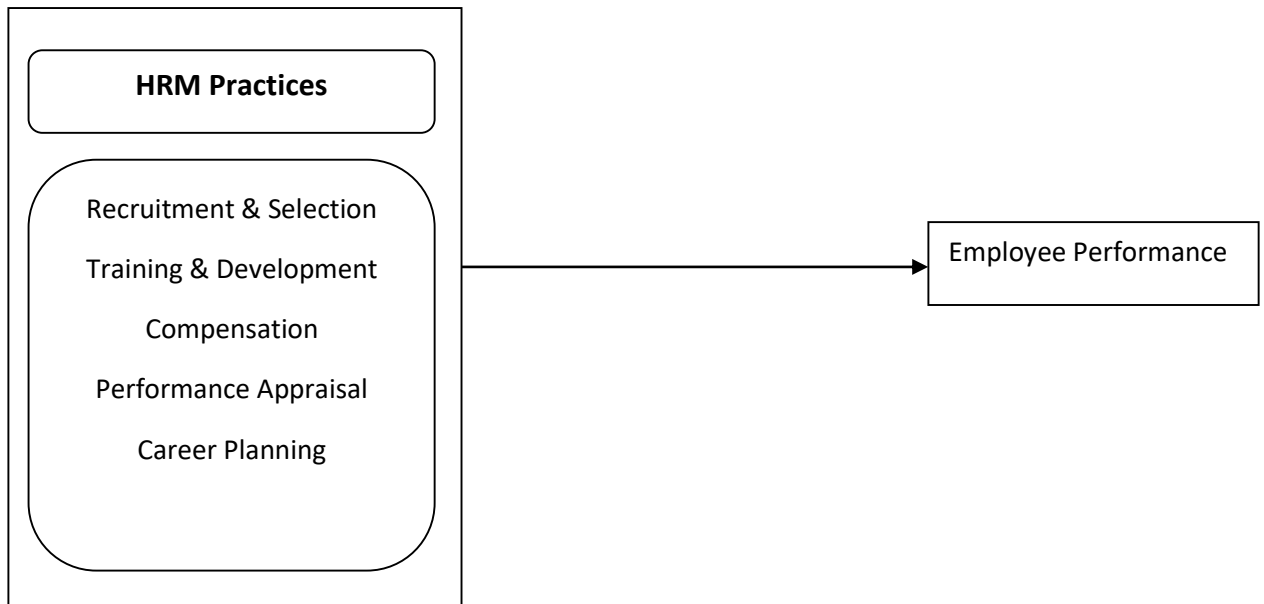 HRM Practices
Recruitment & Selection
Training & Development
Compensation
Performance Appraisal
Career Planning
Employee Performance